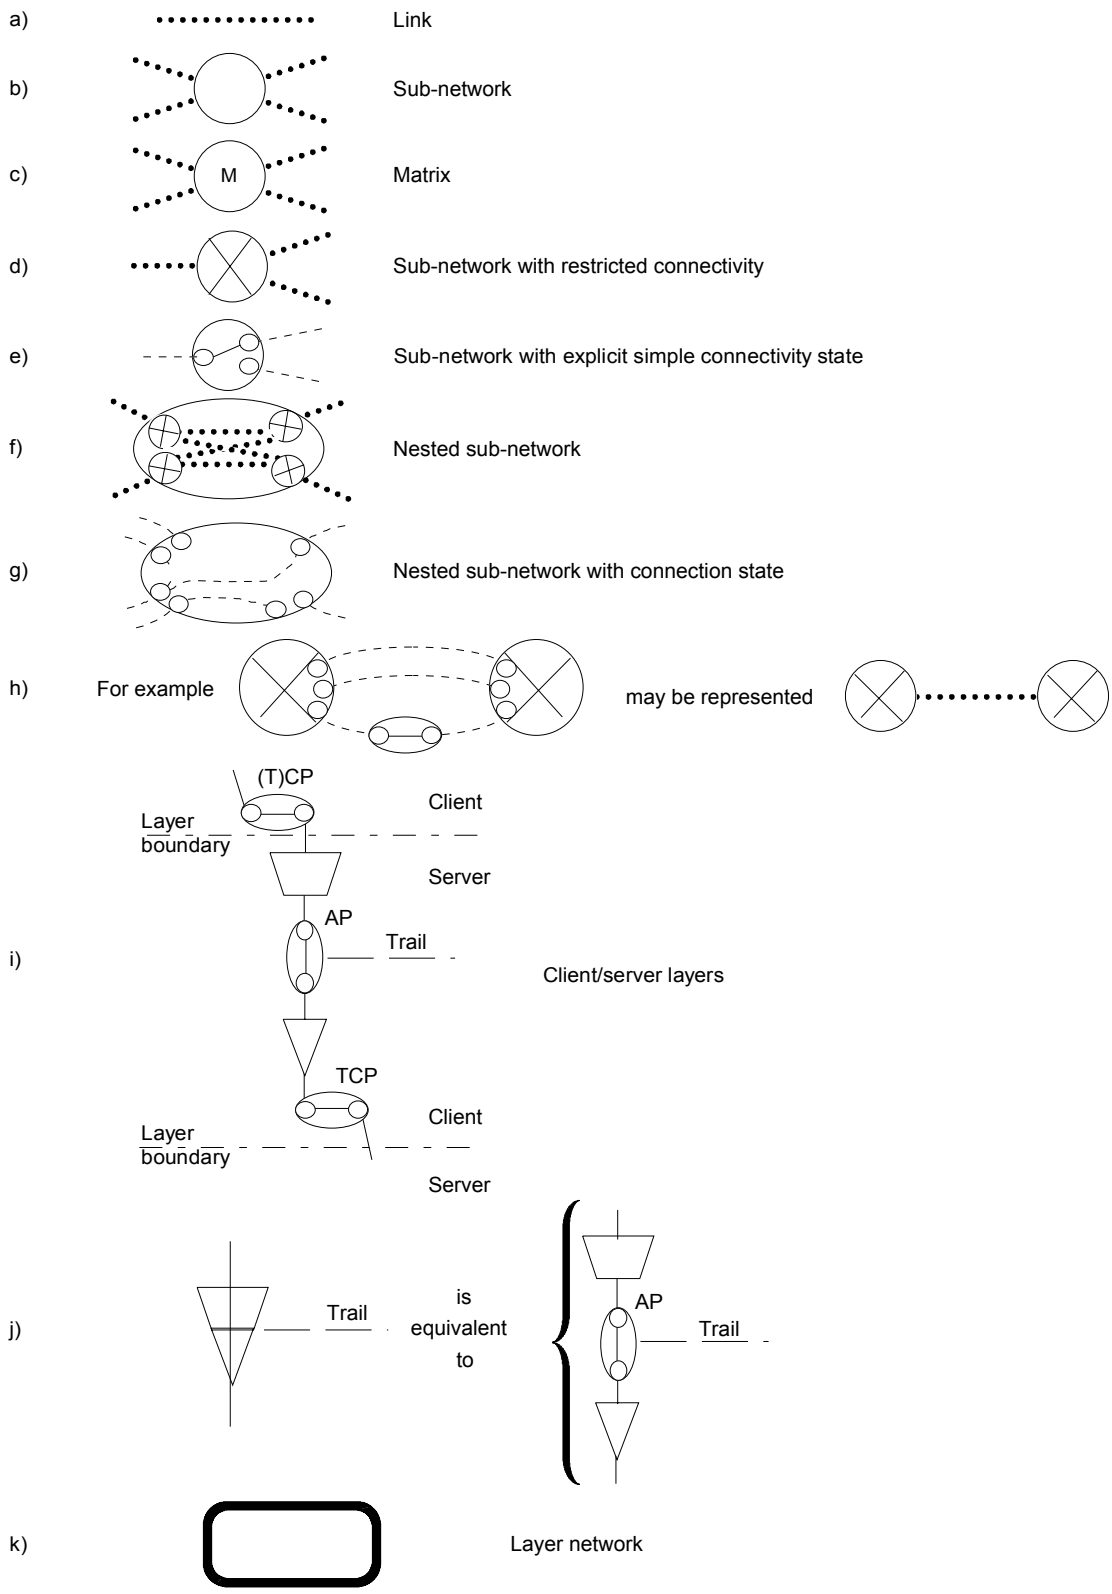 a) Link
b) Sub-network
c) M Matrix
d) Sub-network with restricted connectivity
e) Sub-network with explicit simple connectivity state
f) Nested sub-network
g) Nested sub-network with connection state
h) For example may be represented
(T)CP
Client
Layer
boundary
Server
AP
Trail
i) Client/server layers
TCP
Client
Layer
boundary
Server
j) Trail
is
equivalent
to
AP
Trail
k) Layer network